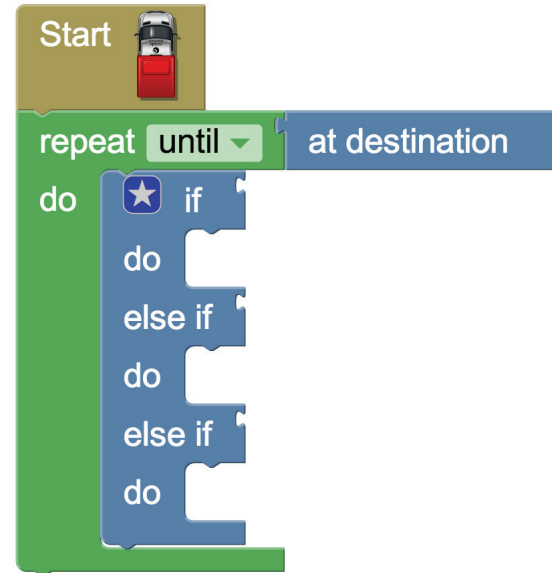 Start
repeat until at destination
do if
do
else if
do
else if
do